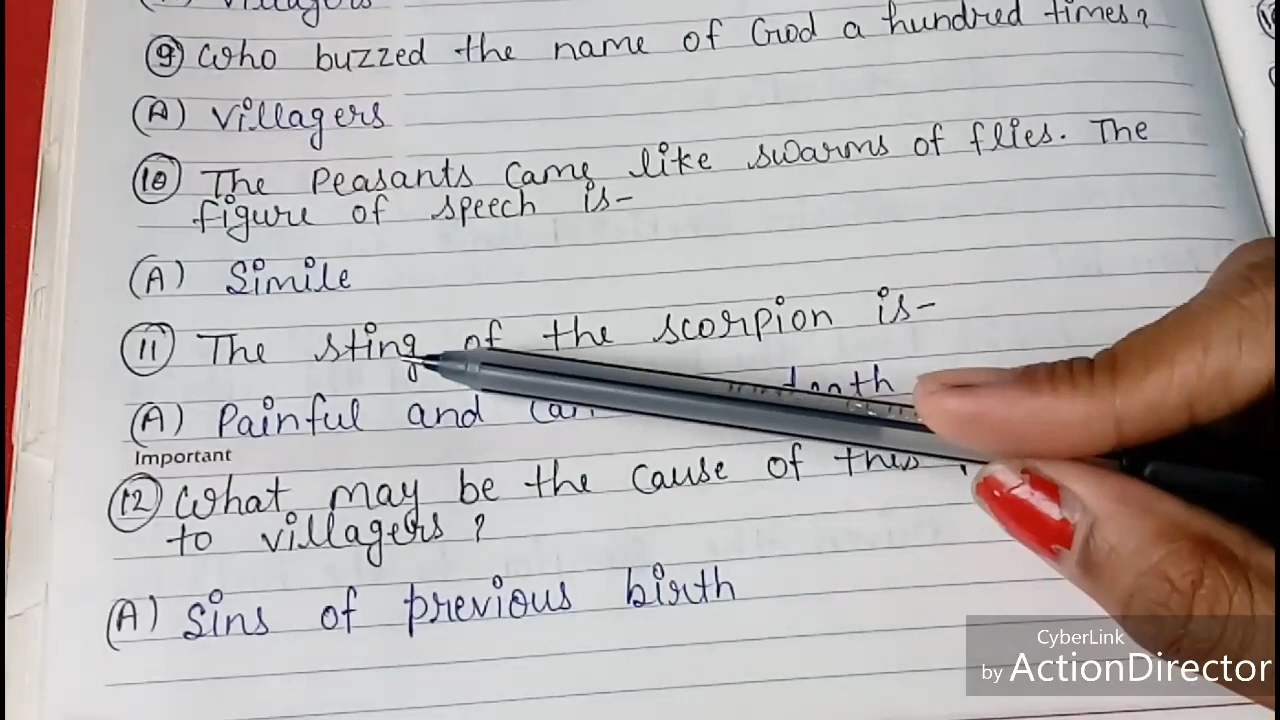 villagers
(9) Who buzzed the name of God a hundred times?
(A) villagers
(10) The Peasants came like swarms of flies. The
figure of speech is-
(A) Simile
(11) The sting of the scorpion is-
(A) Painful and death
Important
(12) What may be the cause of this
to villagers?
(A) Sins of previous birth
CyberLink
by ActionDirector